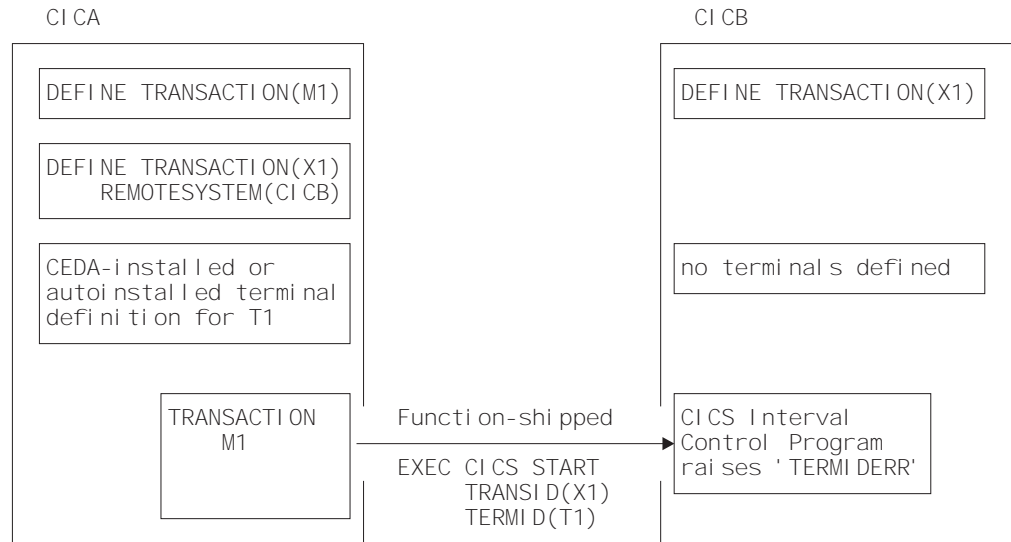 CICA
CICB
DEFINE TRANSACTION(M1)
DEFINE TRANSACTION(X1)
DEFINE TRANSACTION(X1)
REMOTESYSTEM(CICB)
CEDA-installed or
autoinstalled terminal
definition for T1
no terminals defined
TRANSACTION
M1
Function-shipped
EXEC CICS START
TRANSID(X1)
TERMID(T1)
CICS Interval
Control Program
raises 'TERMIDERR'